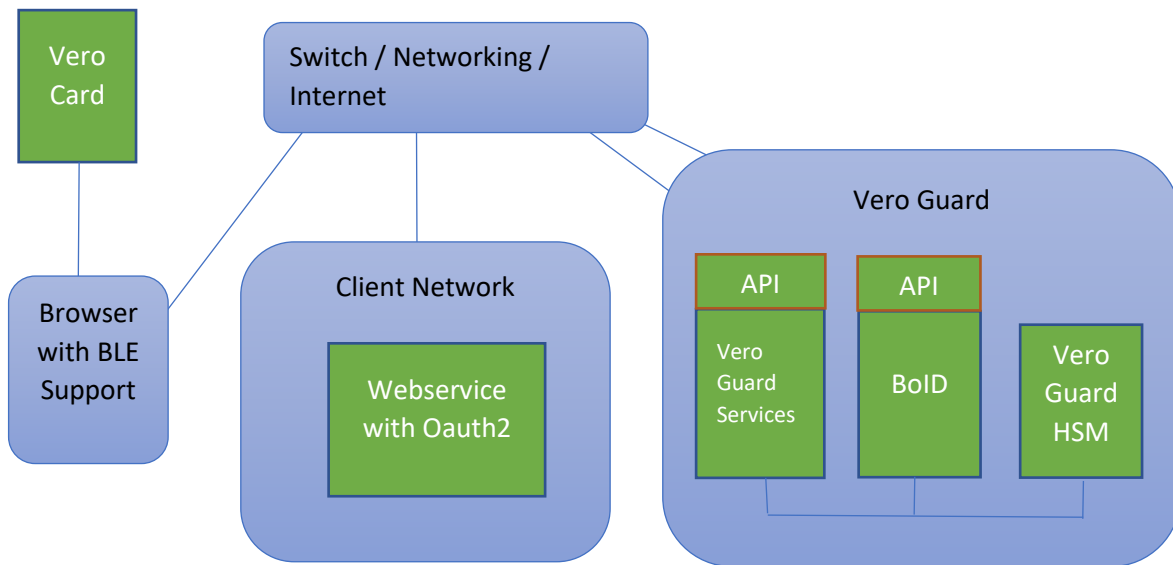 Vero
Card
Switch / Networking /
Internet
Browser
with BLE
Support
Client Network
Webservice
with Oauth2
Vero Guard
API
Vero
Guard
Services
API
BoID
Vero
Guard
HSM